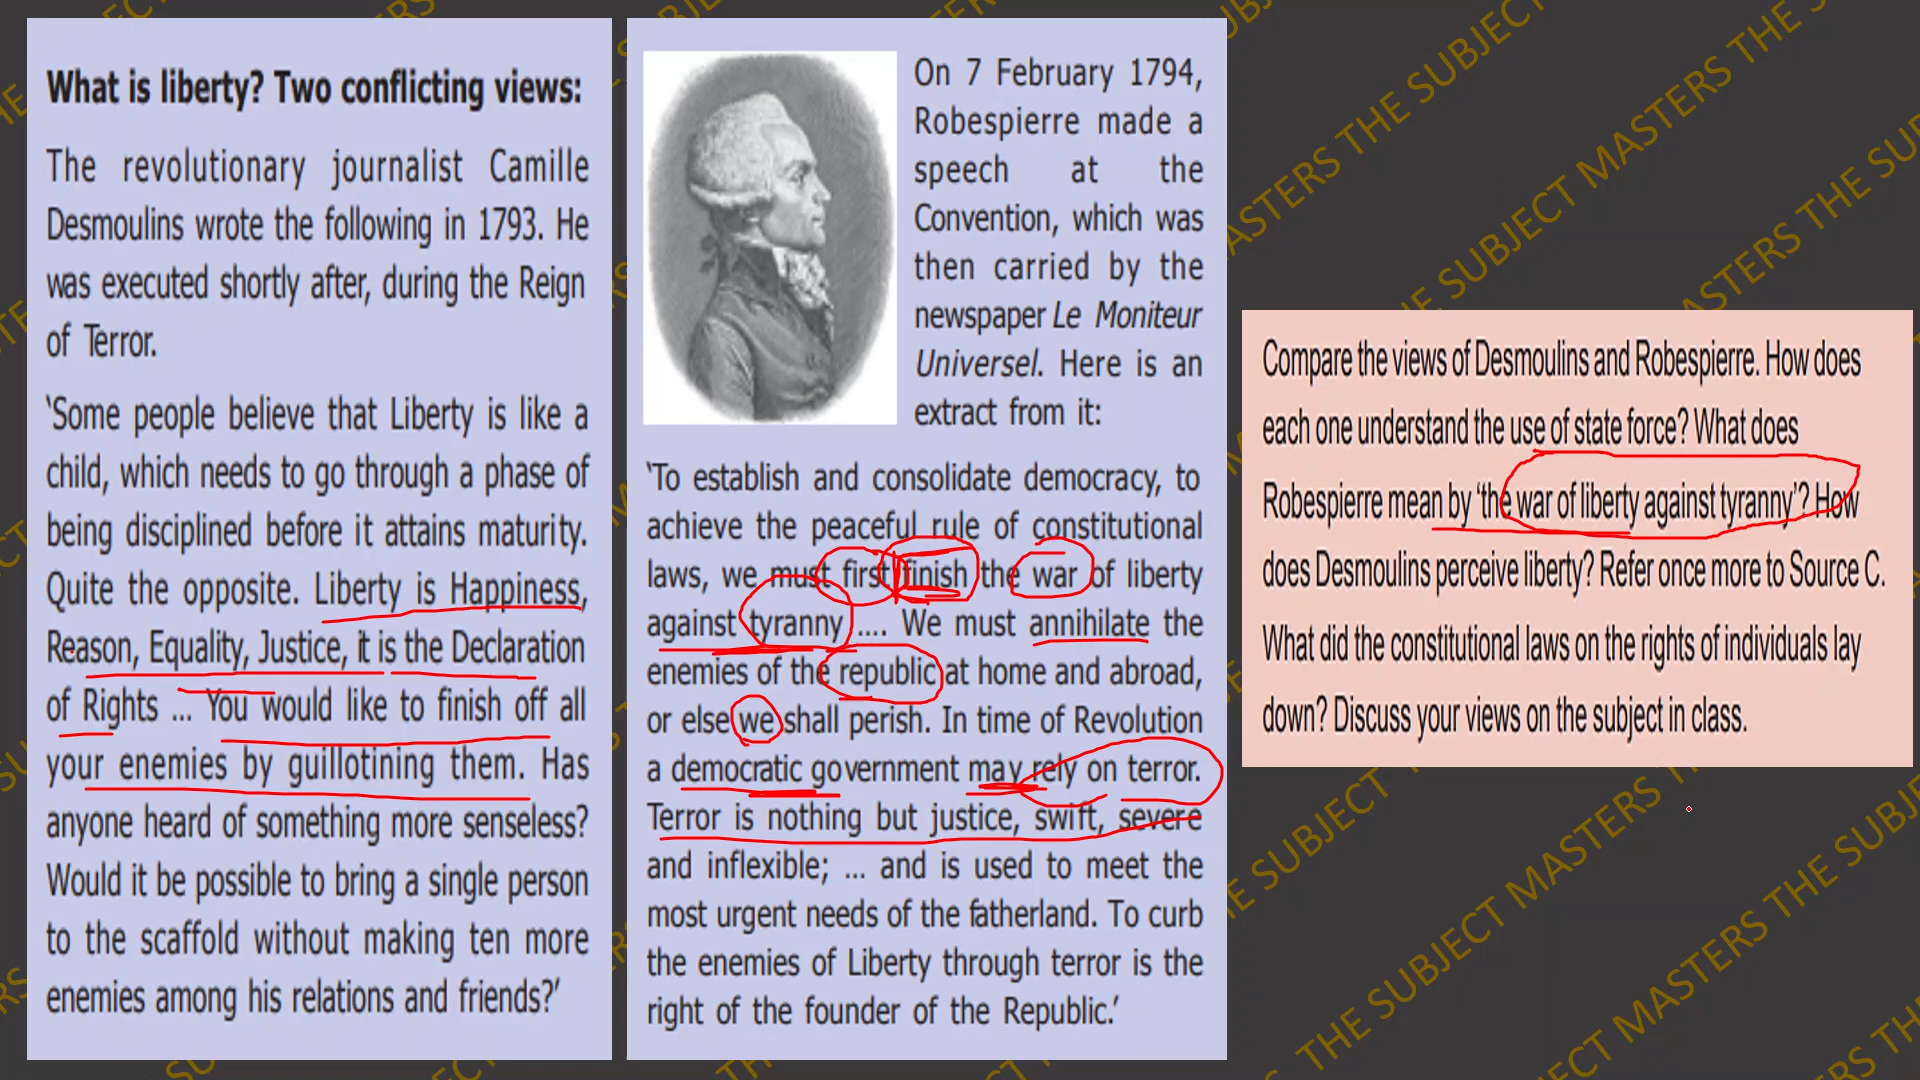 What is liberty? Two conflicting views:
The revolutionary journalist Camille
Desmoulins wrote the following in 1793. He
was executed shortly after, during the Reign
of Terror.
‘Some people believe that Liberty is like a
child, which needs to go through a phase of
being disciplined before it attains maturity.
Quite the opposite. Liberty is Happiness,
Reason, Equality, Justice, it is the Declaration
of Rights … You would like to finish off all
your enemies by guillotining them. Has
anyone heard of something more senseless?
Would it be possible to bring a single person
to the scaffold without making ten more
enemies among his relations and friends?’
On 7 February 1794,
Robespierre made a
speech at the
Convention, which was
then carried by the
newspaper Le Moniteur
Universel. Here is an
extract from it:
‘To establish and consolidate democracy, to
achieve the peaceful rule of constitutional
laws, we must first finish the war of liberty
against tyranny …. We must annihilate the
enemies of the republic at home and abroad,
or else we shall perish. In time of Revolution
a democratic government may rely on terror.
Terror is nothing but justice, swift, severe
and inflexible; … and is used to meet the
most urgent needs of the fatherland. To curb
the enemies of Liberty through terror is the
right of the founder of the Republic.’
Compare the views of Desmoulins and Robespierre. How does
each one understand the use of state force? What does
Robespierre mean by ‘the war of liberty against tyranny’? How
does Desmoulins perceive liberty? Refer once more to Source C.
What did the constitutional laws on the rights of individuals lay
down? Discuss your views on the subject in class.
THE SUBJECT MASTERS THE SUBJECT MASTERS THE SUBJECT MASTERS